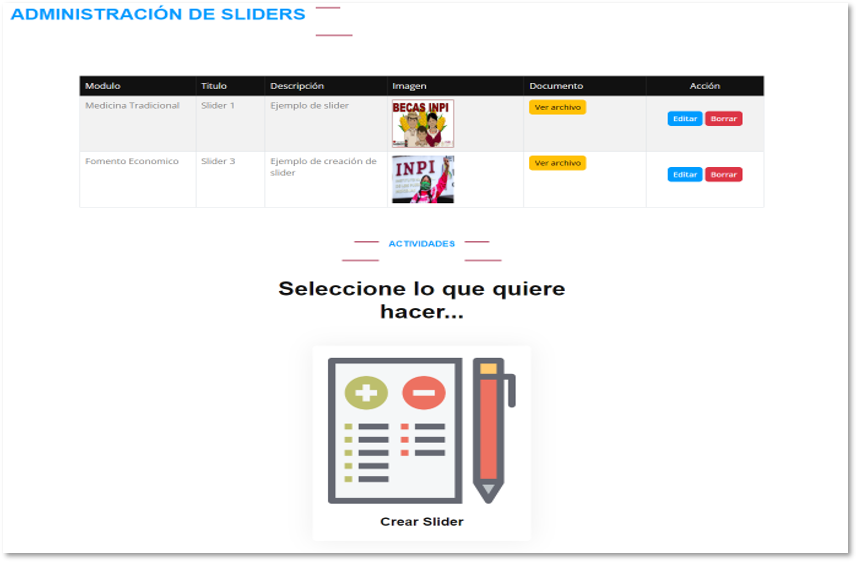 ADMINISTRACIÓN DE SLIDERS
Modulo Titulo Descripción Imagen Documento Acción
Medicina Tradicional Slider 1 Ejemplo de slider BECAS INPI Ver archivo Editar Borrar
Fomento Economico Slider 3 Ejemplo de creación de INPI Ver archivo Editar Borrar
slider
ACTIVIDADES
Seleccione lo que quiere
hacer...
Crear Slider